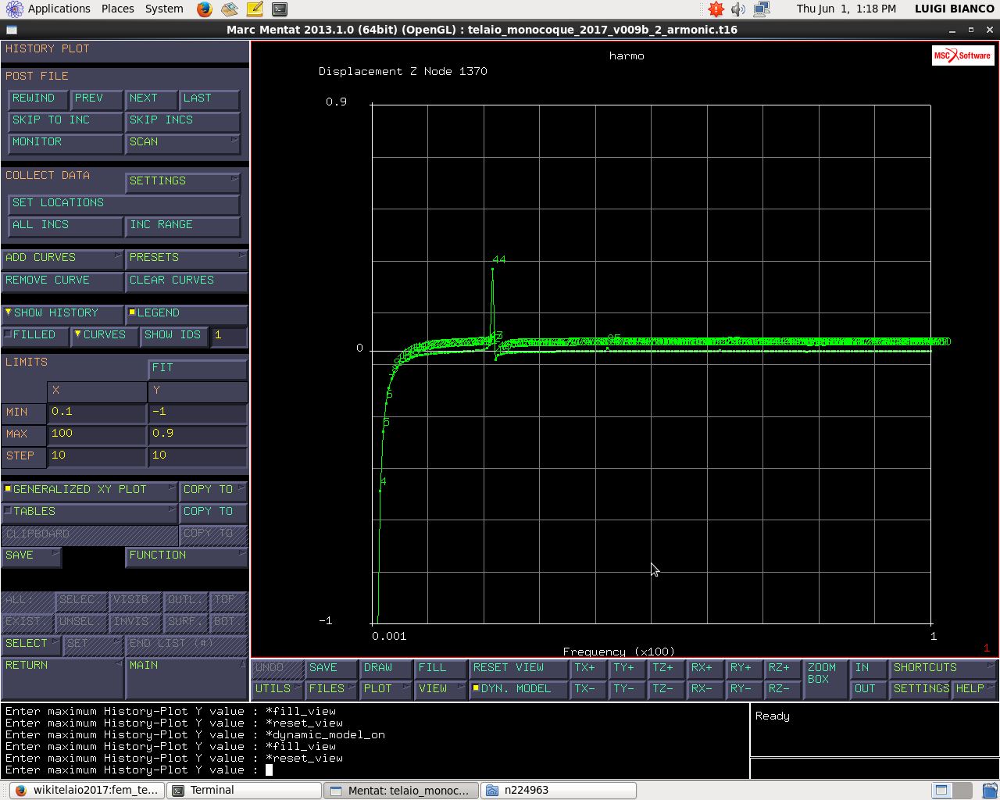 Applications Places System Thu Jun 1, 1:18 PM LUIGI BIANCO
Marc Mentat 2013.1.0 (64bit) (OpenGL) : telaio_monocoque_2017_v009b_2_armonic.t16
HISTORY PLOT
POST FILE
REWIND PREV NEXT LAST
SKIP TO INC SKIP INCS
MONITOR SCAN
COLLECT DATA SETTINGS
SET LOCATIONS
ALL INCS INC RANGE
ADD CURVES PRESETS
REMOVE CURVE CLEAR CURVES
SHOW HISTORY LEGEND
FILLED CURVES SHOW IDS 1
LIMITS FIT
X Y
MIN 0.1 -1
MAX 100 0.9
STEP 10 10
GENERALIZED XY PLOT COPY TO
TABLES COPY TO
CLIPBOARD COPY TO
SAVE FUNCTION
ALL: SELEC. VISIB. OUTL. TOP
EXIST. UNSEL. INVIS. SURF. BOT.
SELECT SET END LIST (#)
RETURN MAIN
harmo
MSC Software
Displacement Z Node 1370
0.9
44
0
6
5
4
-1
0.001 1
Frequency (x100)
1
UNDO SAVE DRAW FILL RESET VIEW TX+ TY+ TZ+ RX+ RY+ RZ+ ZOOM BOX IN SHORTCUTS
UTILS FILES PLOT VIEW DYN. MODEL TX- TY- TZ- RX- RY- RZ- OUT SETTINGS HELP
Enter maximum History-Plot Y value : *fill_view
Enter maximum History-Plot Y value : *reset_view
Enter maximum History-Plot Y value : *dynamic_model_on
Enter maximum History-Plot Y value : *fill_view
Enter maximum History-Plot Y value : *reset_view
Enter maximum History-Plot Y value :
Ready
wikitelaio2017:fem_te... Terminal Mentat: telaio_monoc... n224963